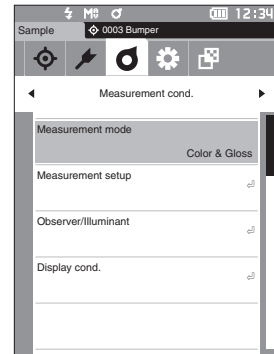 12:34
Sample 0003 Bumper
Measurement cond.
Measurement mode
Color & Gloss
Measurement setup
Observer/Illuminant
Display cond.